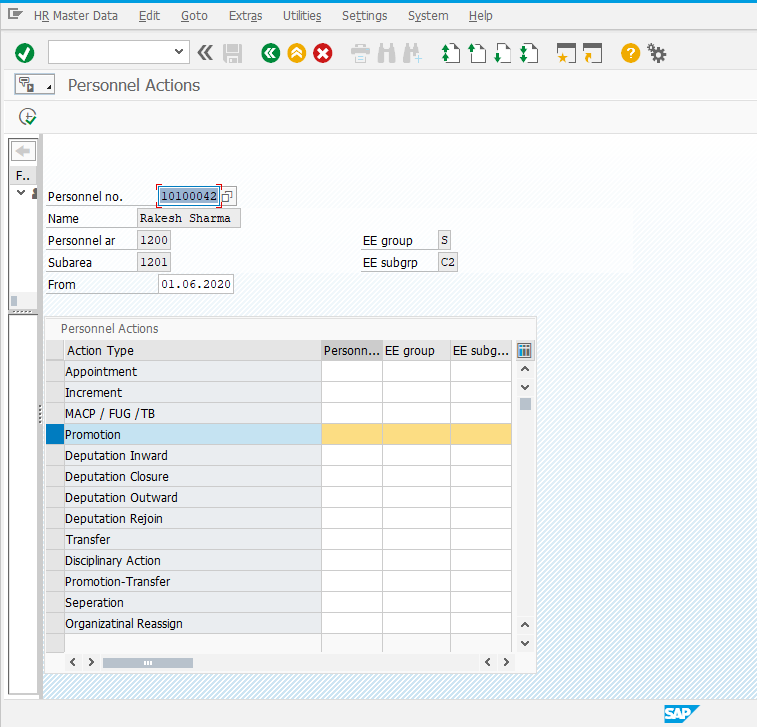 HR Master Data Edit Goto Extras Utilities Settings System Help
Personnel Actions
F..
Personnel no. 10100042
Name Rakesh Sharma
Personnel ar 1200 EE group S
Subarea 1201 EE subgrp C2
From 01.06.2020
Personnel Actions
Action Type Personn... EE group EE subg...
Appointment
Increment
MACP / FUG /TB
Promotion
Deputation Inward
Deputation Closure
Deputation Outward
Deputation Rejoin
Transfer
Disciplinary Action
Promotion-Transfer
Seperation
Organizatinal Reassign
SAP